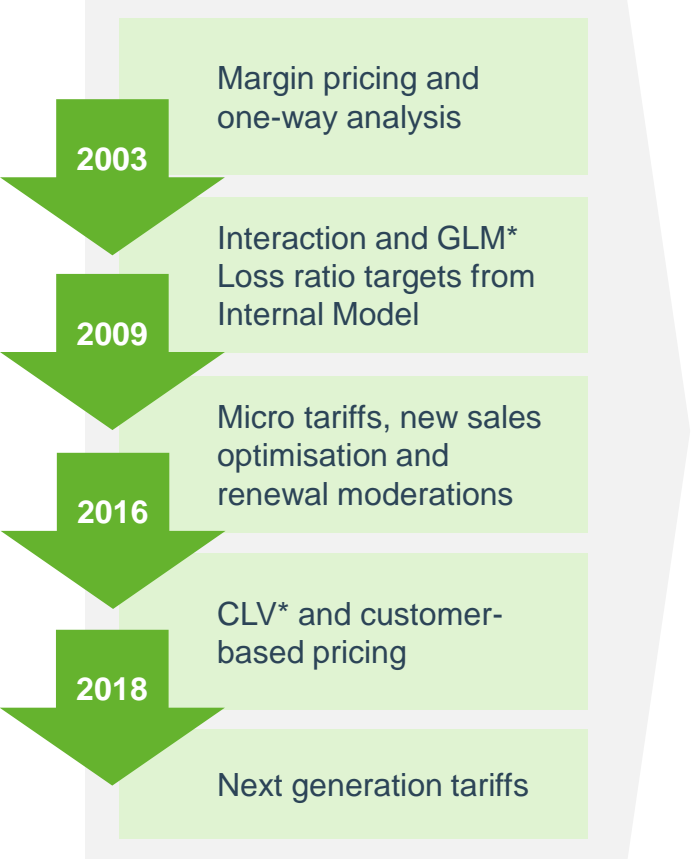 Margin pricing and
one-way analysis
2003
Interaction and GLM*
Loss ratio targets from
Internal Model
2009
Micro tariffs, new sales
optimisation and
renewal moderations
2016
CLV* and customer-
based pricing
2018
Next generation tariffs